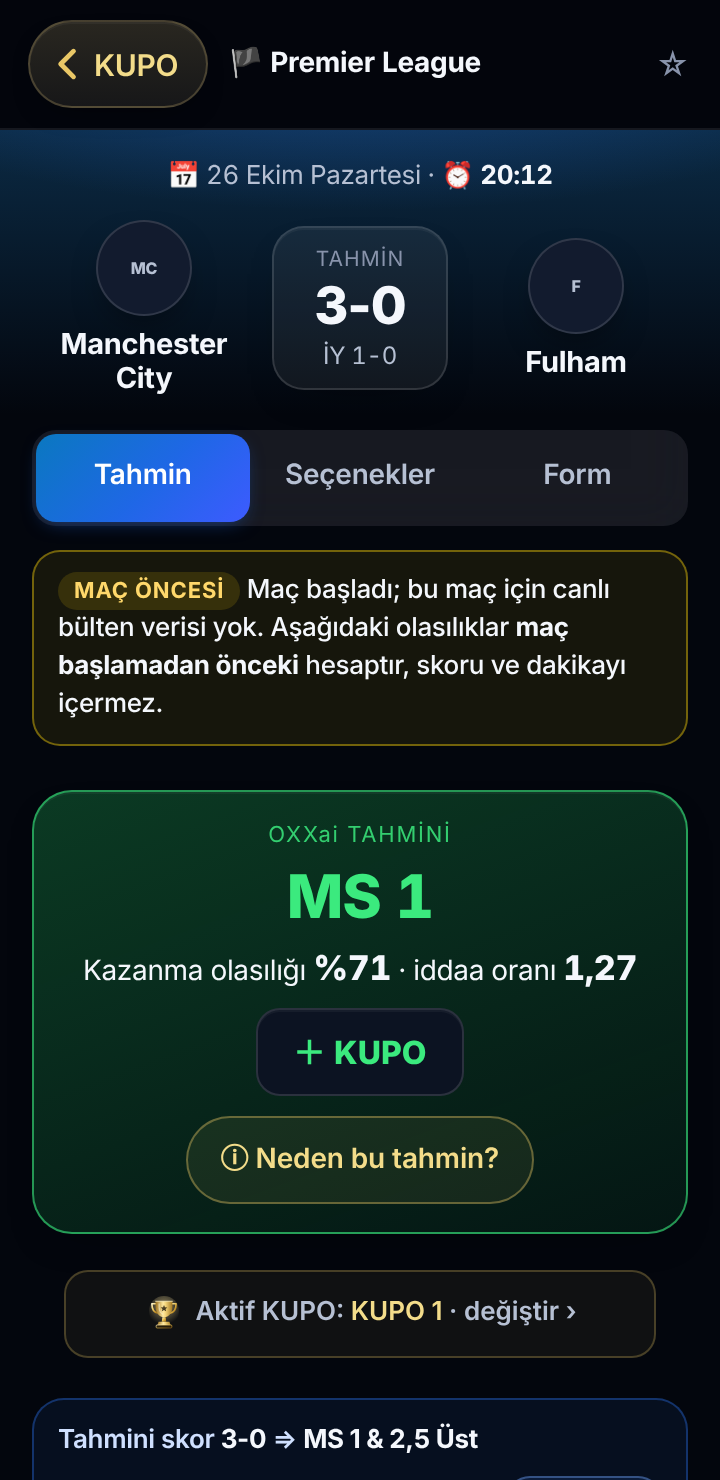 KUPO
Premier League
26 Ekim Pazartesi · 20:12
MC
Manchester
City
TAHMİN
3-0
İY 1-0
F
Fulham
Tahmin
Seçenekler
Form
MAÇ ÖNCESİ Maç başladı; bu maç için canlı
bülten verisi yok. Aşağıdaki olasılıklar maç
başlamadan önceki hesaptır, skoru ve dakikayı
içermez.
OXXai TAHMİNİ
MS 1
Kazanma olasılığı %71 · iddaa oranı 1,27
+ KUPO
ⓘ Neden bu tahmin?
Aktif KUPO: KUPO 1 · değiştir ›
Tahmini skor 3-0 ⇒ MS 1 & 2,5 Üst